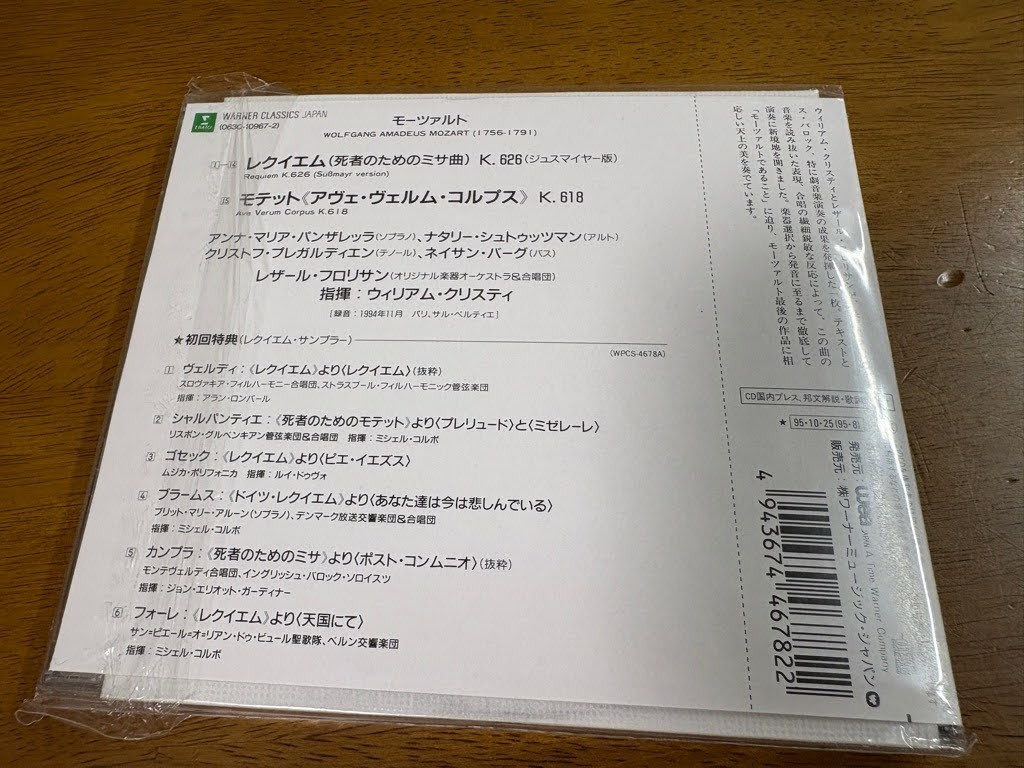 ERATO
WARNER CLASSICS JAPAN
(0630-10967-2)
モーツァルト
WOLFGANG AMADEUS MOZART (1756-1791)
1-14 レクイエム(死者のためのミサ曲) K.626(ジュスマイヤー版)
Requiem K.626 (Süßmayr version)
15 モテット《アヴェ・ヴェルム・コルプス》 K.618
Ave Verum Corpus K.618
アンナ・マリア・パンザレッラ(ソプラノ)、ナタリー・シュトゥッツマン(アルト)
クリストフ・プレガルディエン(テノール)、ネイサン・バーグ(バス)
レザール・フロリサン(オリジナル楽器オーケストラ&合唱団)
指揮：ウィリアム・クリスティ
[録音：1994年11月 パリ、サル・ベルティエ]
★初回特典(レクイエム・サンプラー)
(WPCS-4678A)
1 ヴェルディ：《レクイエム》より〈レクイエム〉(抜粋)
スロヴァキア・フィルハーモニー合唱団、ストラスブール・フィルハーモニック管弦楽団
指揮：アラン・ロンバール
2 シャルパンティエ：《死者のためのモテット》より〈プレリュード〉と〈ミゼレーレ〉
リスボン・グルベンキアン管弦楽団&合唱団 指揮：ミシェル・コルボ
3 ゴセック：《レクイエム》より〈ピエ・イエズス〉
ムジカ・ポリフォニカ 指揮：ルイ・ドゥヴォ
4 ブラームス：《ドイツ・レクイエム》より〈あなた達は今は悲しんでいる〉
ブリット・マリー・アルーン(ソプラノ)、デンマーク放送交響楽団&合唱団
指揮：ミシェル・コルボ
5 カンプラ：《死者のためのミサ》より〈ポスト・コンムニオ〉(抜粋)
モンテヴェルディ合唱団、イングリッシュ・バロック・ソロイスツ
指揮：ジョン・エリオット・ガーディナー
6 フォーレ：《レクイエム》より〈天国にて〉
サン=ピエール=オ=リアン・ドゥ・ビュール聖歌隊、ベルン交響楽団
指揮：ミシェル・コルボ
ウィリアム・クリスティとレザール・
ス・バロック、特に劇音楽演奏の成果を発揮した一枚。テキストと
音楽を読み抜いた表現、合唱の繊細鋭敏な反応によって、この曲の
演奏に新境地を開きました。楽器選択から発音に至るまで徹底して
「モーツァルトであること」に迫り、モーツァルト最後の作品に相
応しい天上の美を奏でています。
CD国内プレス、邦文解説・歌詞
★ 95・10・25(95・8)
発売元：wea a Time Warner Company
販売元：㈱ワーナーミュージック・ジャパン
4 943674 467822